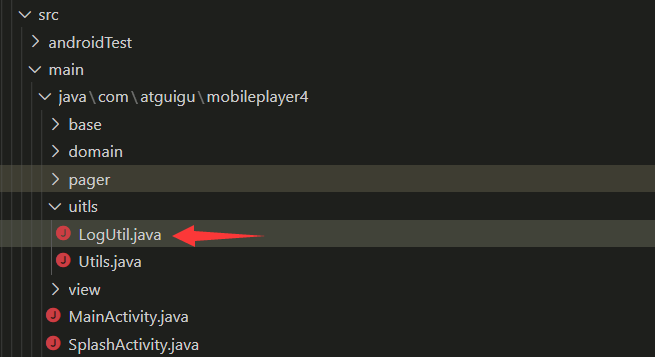 src
androidTest
main
java\com\atguigu\mobileplayer4
base
domain
pager
uitls
J LogUtil.java
J Utils.java
view
J MainActivity.java
J SplashActivity.java